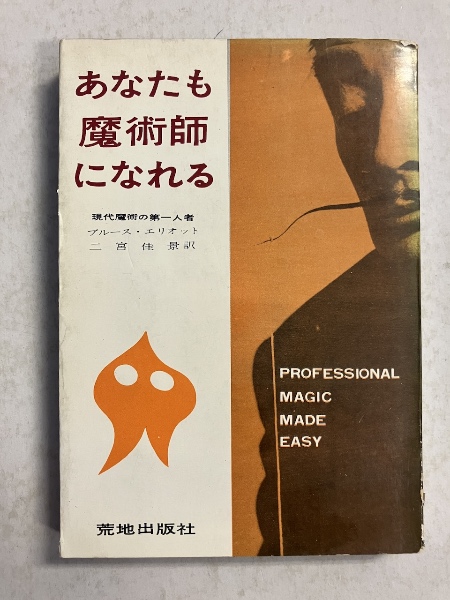 あなたも
魔術師
になれる
現代魔術の第一人者
ブルース・エリオット
二宮佳景訳
PROFESSIONAL
MAGIC
MADE
EASY
荒地出版社